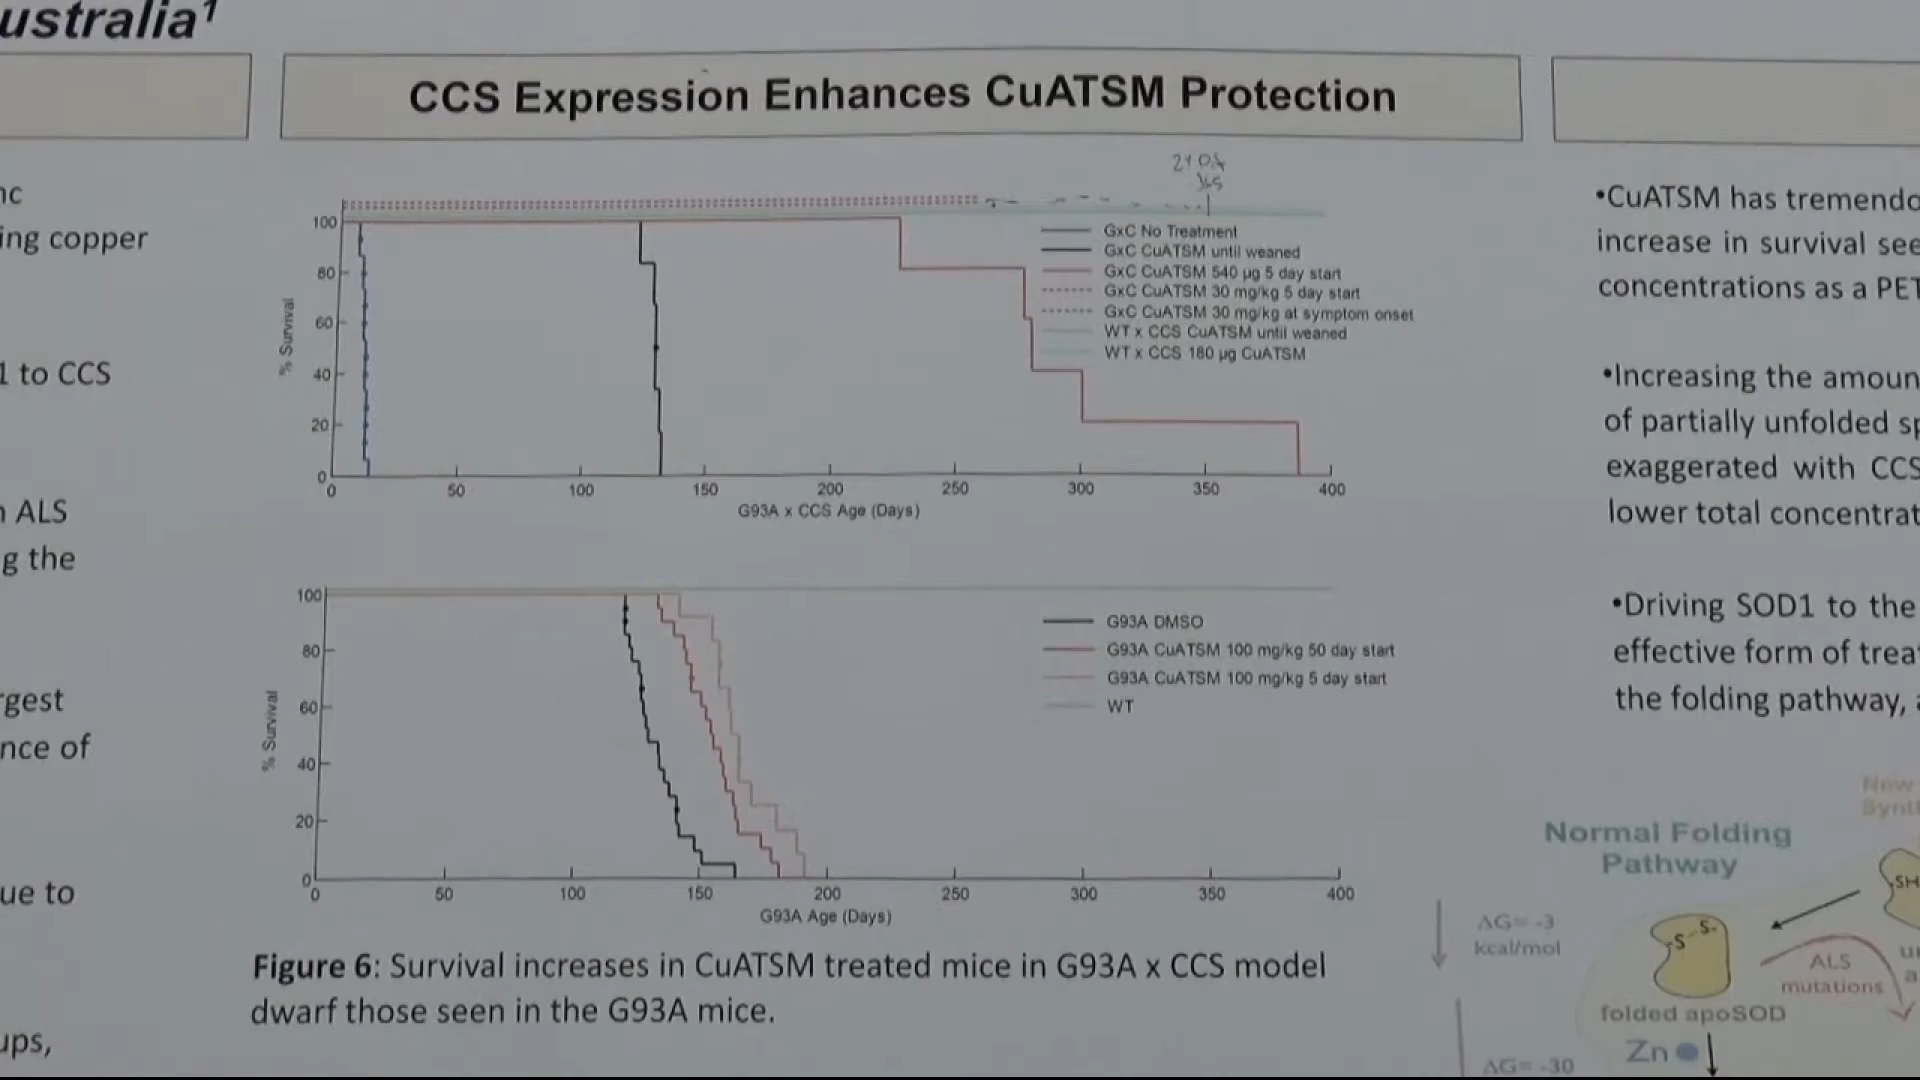 ustralia¹
CCS Expression Enhances CuATSM Protection
ing copper
1 to CCS
ALS
g the
rgest
nce of
ue to
ups,
365
100
80
60
40
20
0
% Survival
0 50 100 150 200 250 300 350 400
G93A x CCS Age (Days)
GxC No Treatment
GxC CuATSM until weaned
GxC CuATSM 540 µg 5 day start
GxC CuATSM 30 mg/kg 5 day start
GxC CuATSM 30 mg/kg at symptom onset
WT x CCS CuATSM until weaned
WT x CCS 180 µg CuATSM
100
80
60
40
20
0
% Survival
0 50 100 150 200 250 300 350 400
G93A Age (Days)
G93A DMSO
G93A CuATSM 100 mg/kg 50 day start
G93A CuATSM 100 mg/kg 5 day start
WT
Figure 6: Survival increases in CuATSM treated mice in G93A x CCS model
dwarf those seen in the G93A mice.
•CuATSM has tremendo
increase in survival see
concentrations as a PET
•Increasing the amoun
of partially unfolded sp
exaggerated with CCS
lower total concentrat
•Driving SOD1 to the
effective form of trea
the folding pathway,
New
Synt
Normal Folding
Pathway
SH
S-S-
ΔG= -3
kcal/mol
ALS
mutations
folded apoSOD
Zn
ΔG= -30